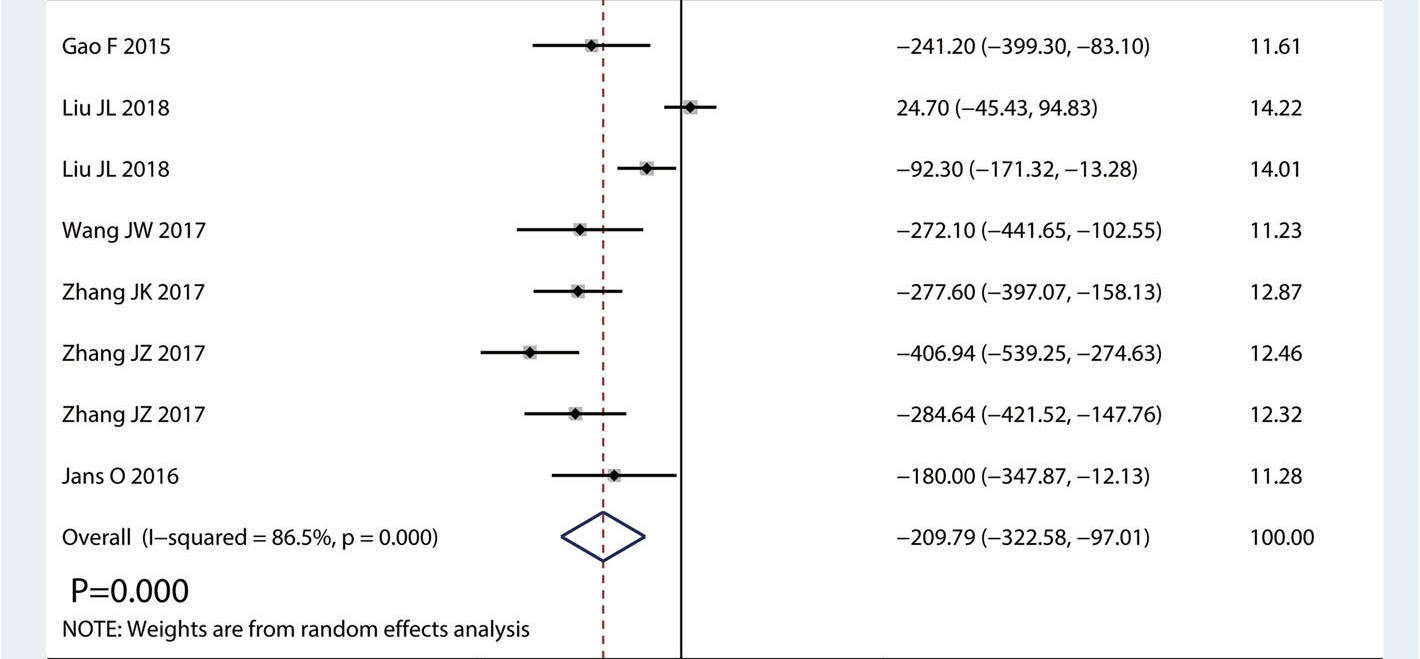 Gao F 2015 −241.20 (−399.30, −83.10) 11.61
Liu JL 2018 24.70 (−45.43, 94.83) 14.22
Liu JL 2018 −92.30 (−171.32, −13.28) 14.01
Wang JW 2017 −272.10 (−441.65, −102.55) 11.23
Zhang JK 2017 −277.60 (−397.07, −158.13) 12.87
Zhang JZ 2017 −406.94 (−539.25, −274.63) 12.46
Zhang JZ 2017 −284.64 (−421.52, −147.76) 12.32
Jans O 2016 −180.00 (−347.87, −12.13) 11.28
Overall (I−squared = 86.5%, p = 0.000) −209.79 (−322.58, −97.01) 100.00
P=0.000
NOTE: Weights are from random effects analysis